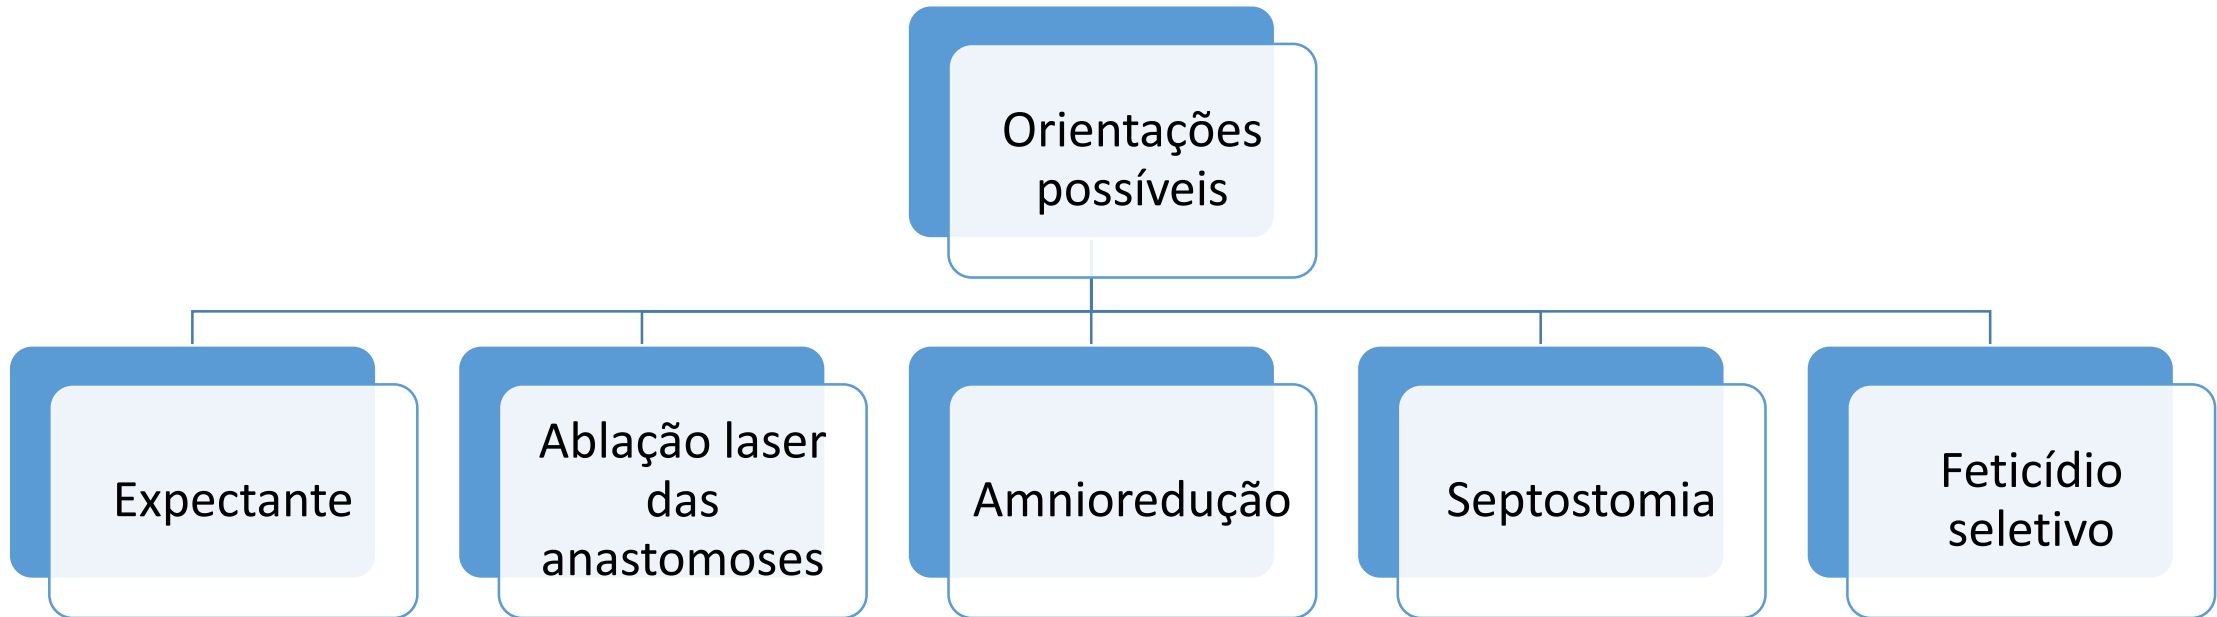 Orientações
possíveis
Expectante
Ablação laser
das
anastomoses
Amnioredução
Septostomia
Feticídio
seletivo